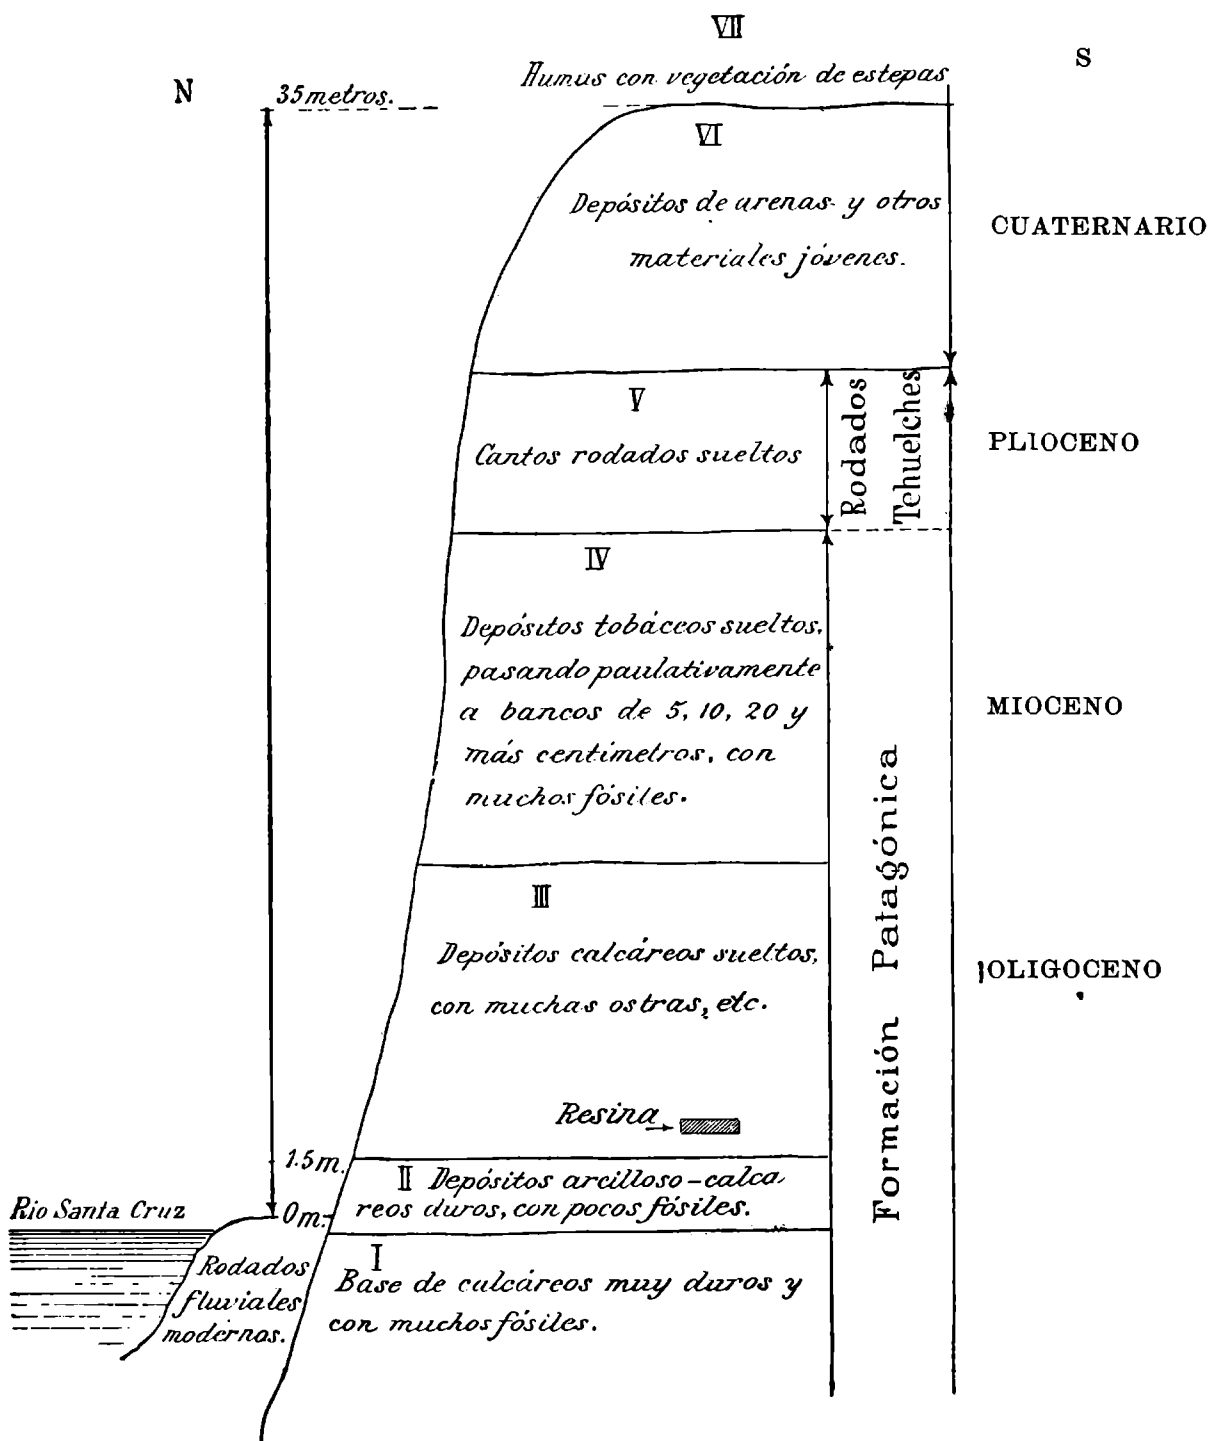 VII
S
Humus con vegetación de estepas
N
35 metros.
VI
Depósitos de arenas y otros
materiales jóvenes.
CUATERNARIO
V
Cantos rodados sueltos
Rodados
Tehuelches
PLIOCENO
IV
Depósitos tobáceos sueltos,
pasando paulativamente
a bancos de 5, 10, 20 y
más centímetros, con
muchos fósiles.
MIOCENO
Formación Patagónica
III
Depósitos calcáreos sueltos,
con muchas ostras, etc.
OLIGOCENO
Resina
1.5 m.
II Depósitos arcilloso-calca,
reos duros, con pocos fósiles.
Rio Santa Cruz
0 m.
I
Base de calcáreos muy duros y
con muchos fósiles.
Rodados
fluviales
modernos.